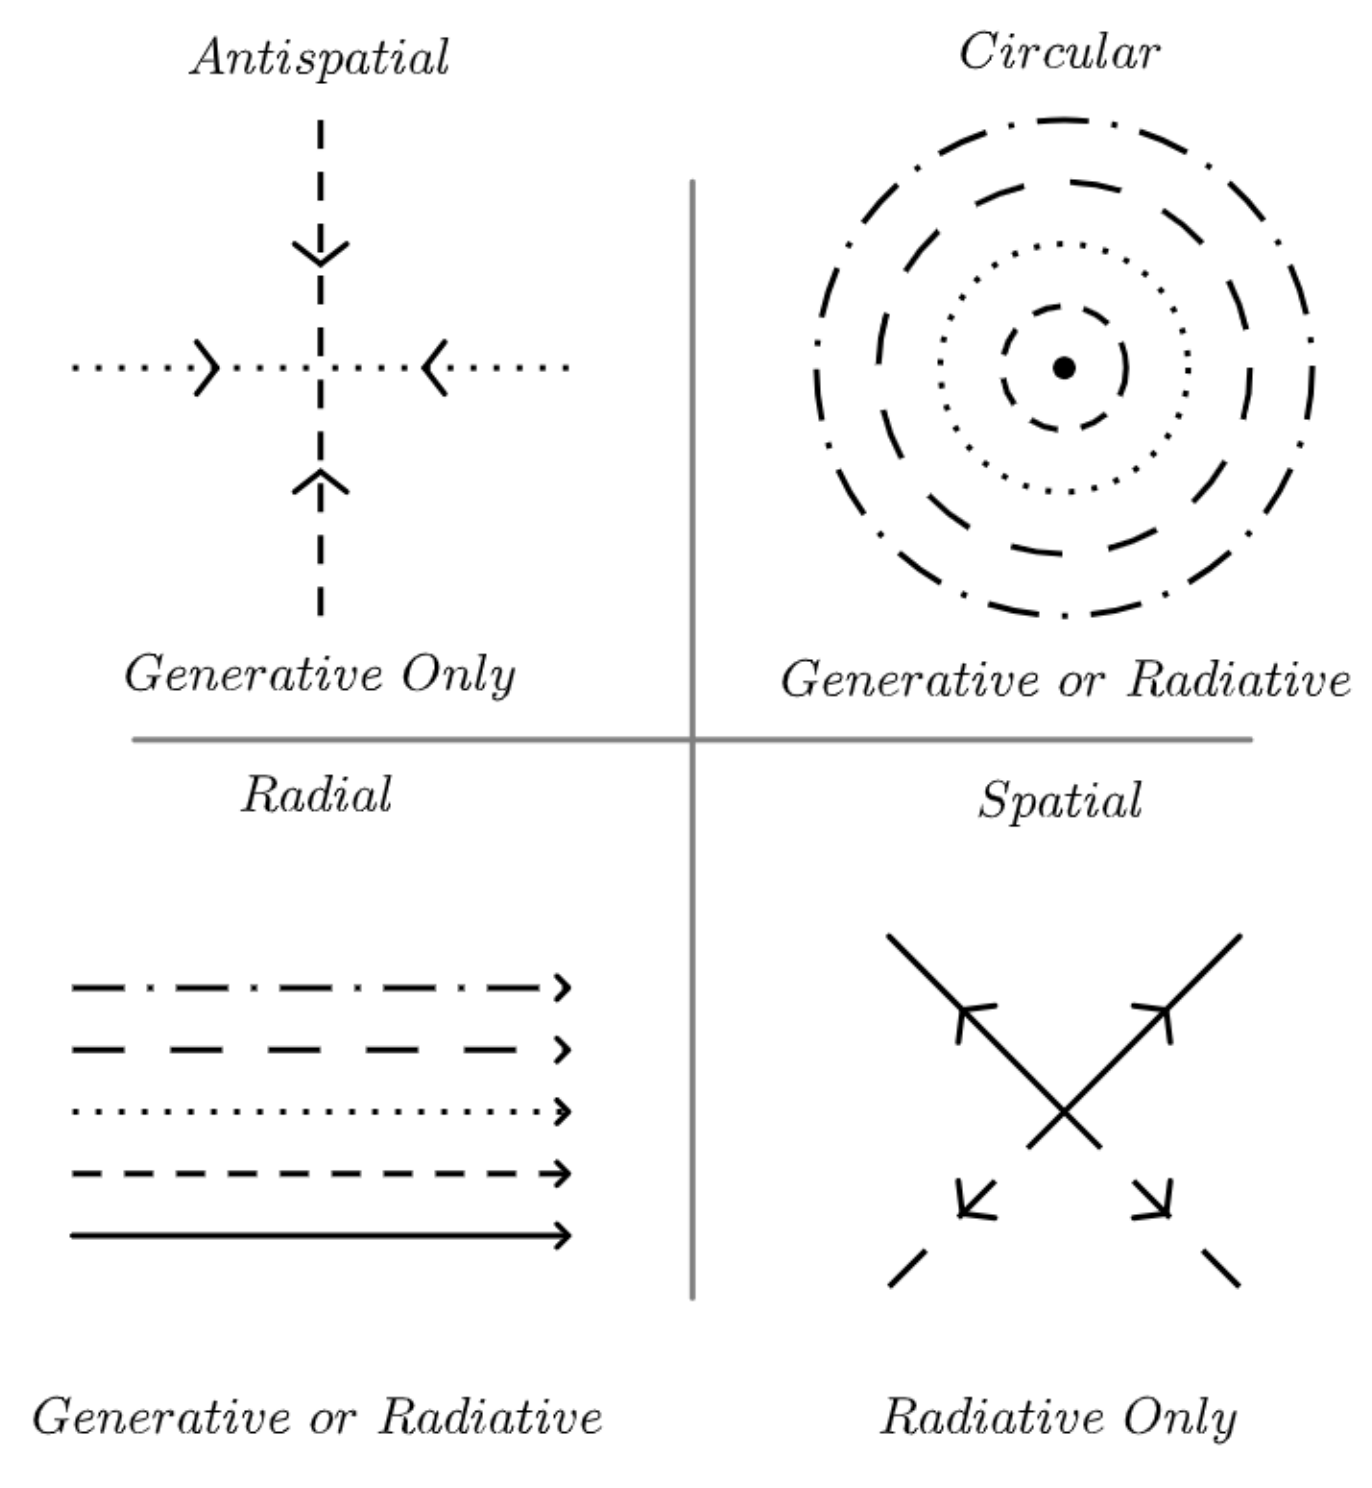 Antispatial
Circular
Generative Only
Generative or Radiative
Radial
Spatial
Generative or Radiative
Radiative Only